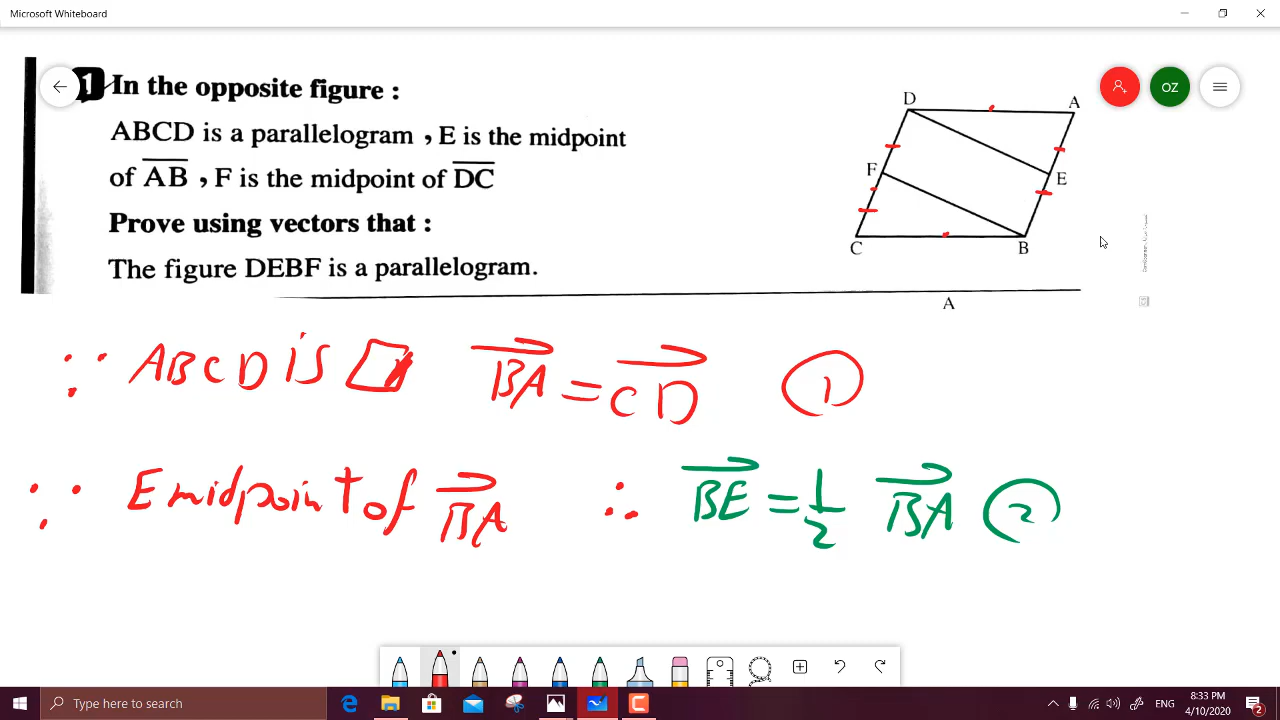 Microsoft Whiteboard
1 In the opposite figure :
ABCD is a parallelogram , E is the midpoint
of AB , F is the midpoint of DC
Prove using vectors that :
The figure DEBF is a parallelogram.
D
A
F
E
C
B
A
OZ
∵ ABCD is ▱ BA = CD ①
∵ E midpoint of BA ∴ BE = 1/2 BA ②
Type here to search
ENG
8:33 PM
4/10/2020
2